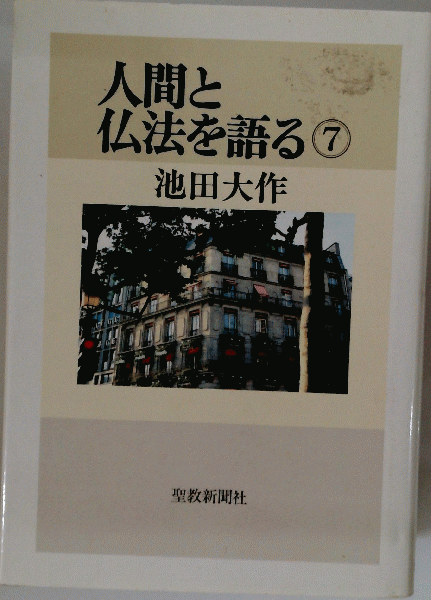 人間と
仏法を語る⑦
池田大作
聖教新聞社